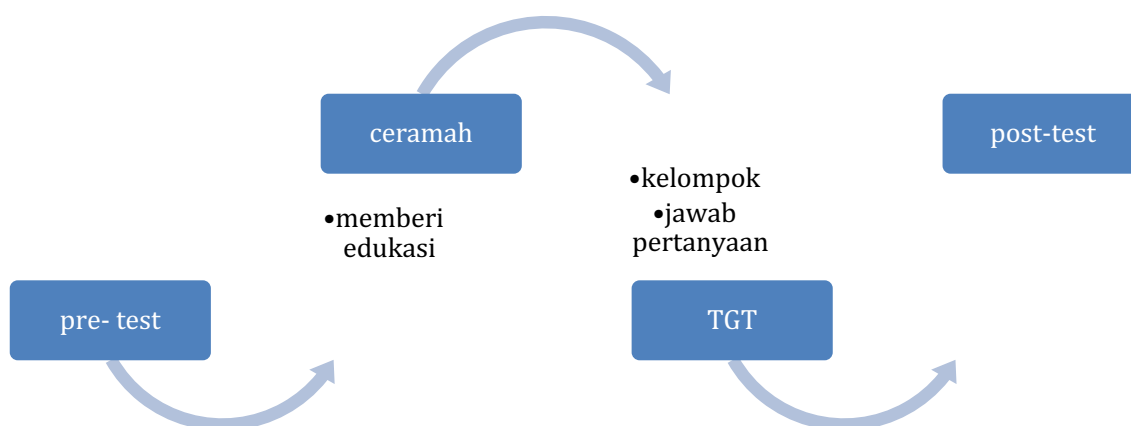 pre- test
ceramah
•memberi
edukasi
•kelompok
•jawab
pertanyaan
TGT
post-test